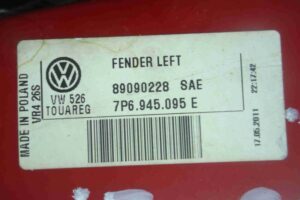 MADE IN POLAND
VR4 26S
VW 526
TOUAREG
FENDER LEFT
89090228 SAE
7P6.945.095 E
22:17:42
17.05.2011